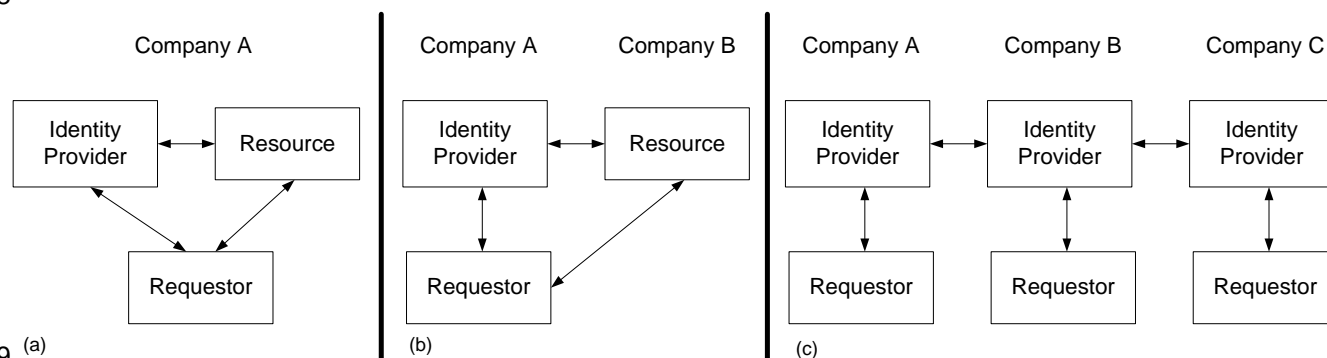 Company A
Identity
Provider
Resource
Requestor
(a)
Company A
Company B
Identity
Provider
Resource
Requestor
(b)
Company A
Company B
Company C
Identity
Provider
Identity
Provider
Identity
Provider
Requestor
Requestor
Requestor
(c)